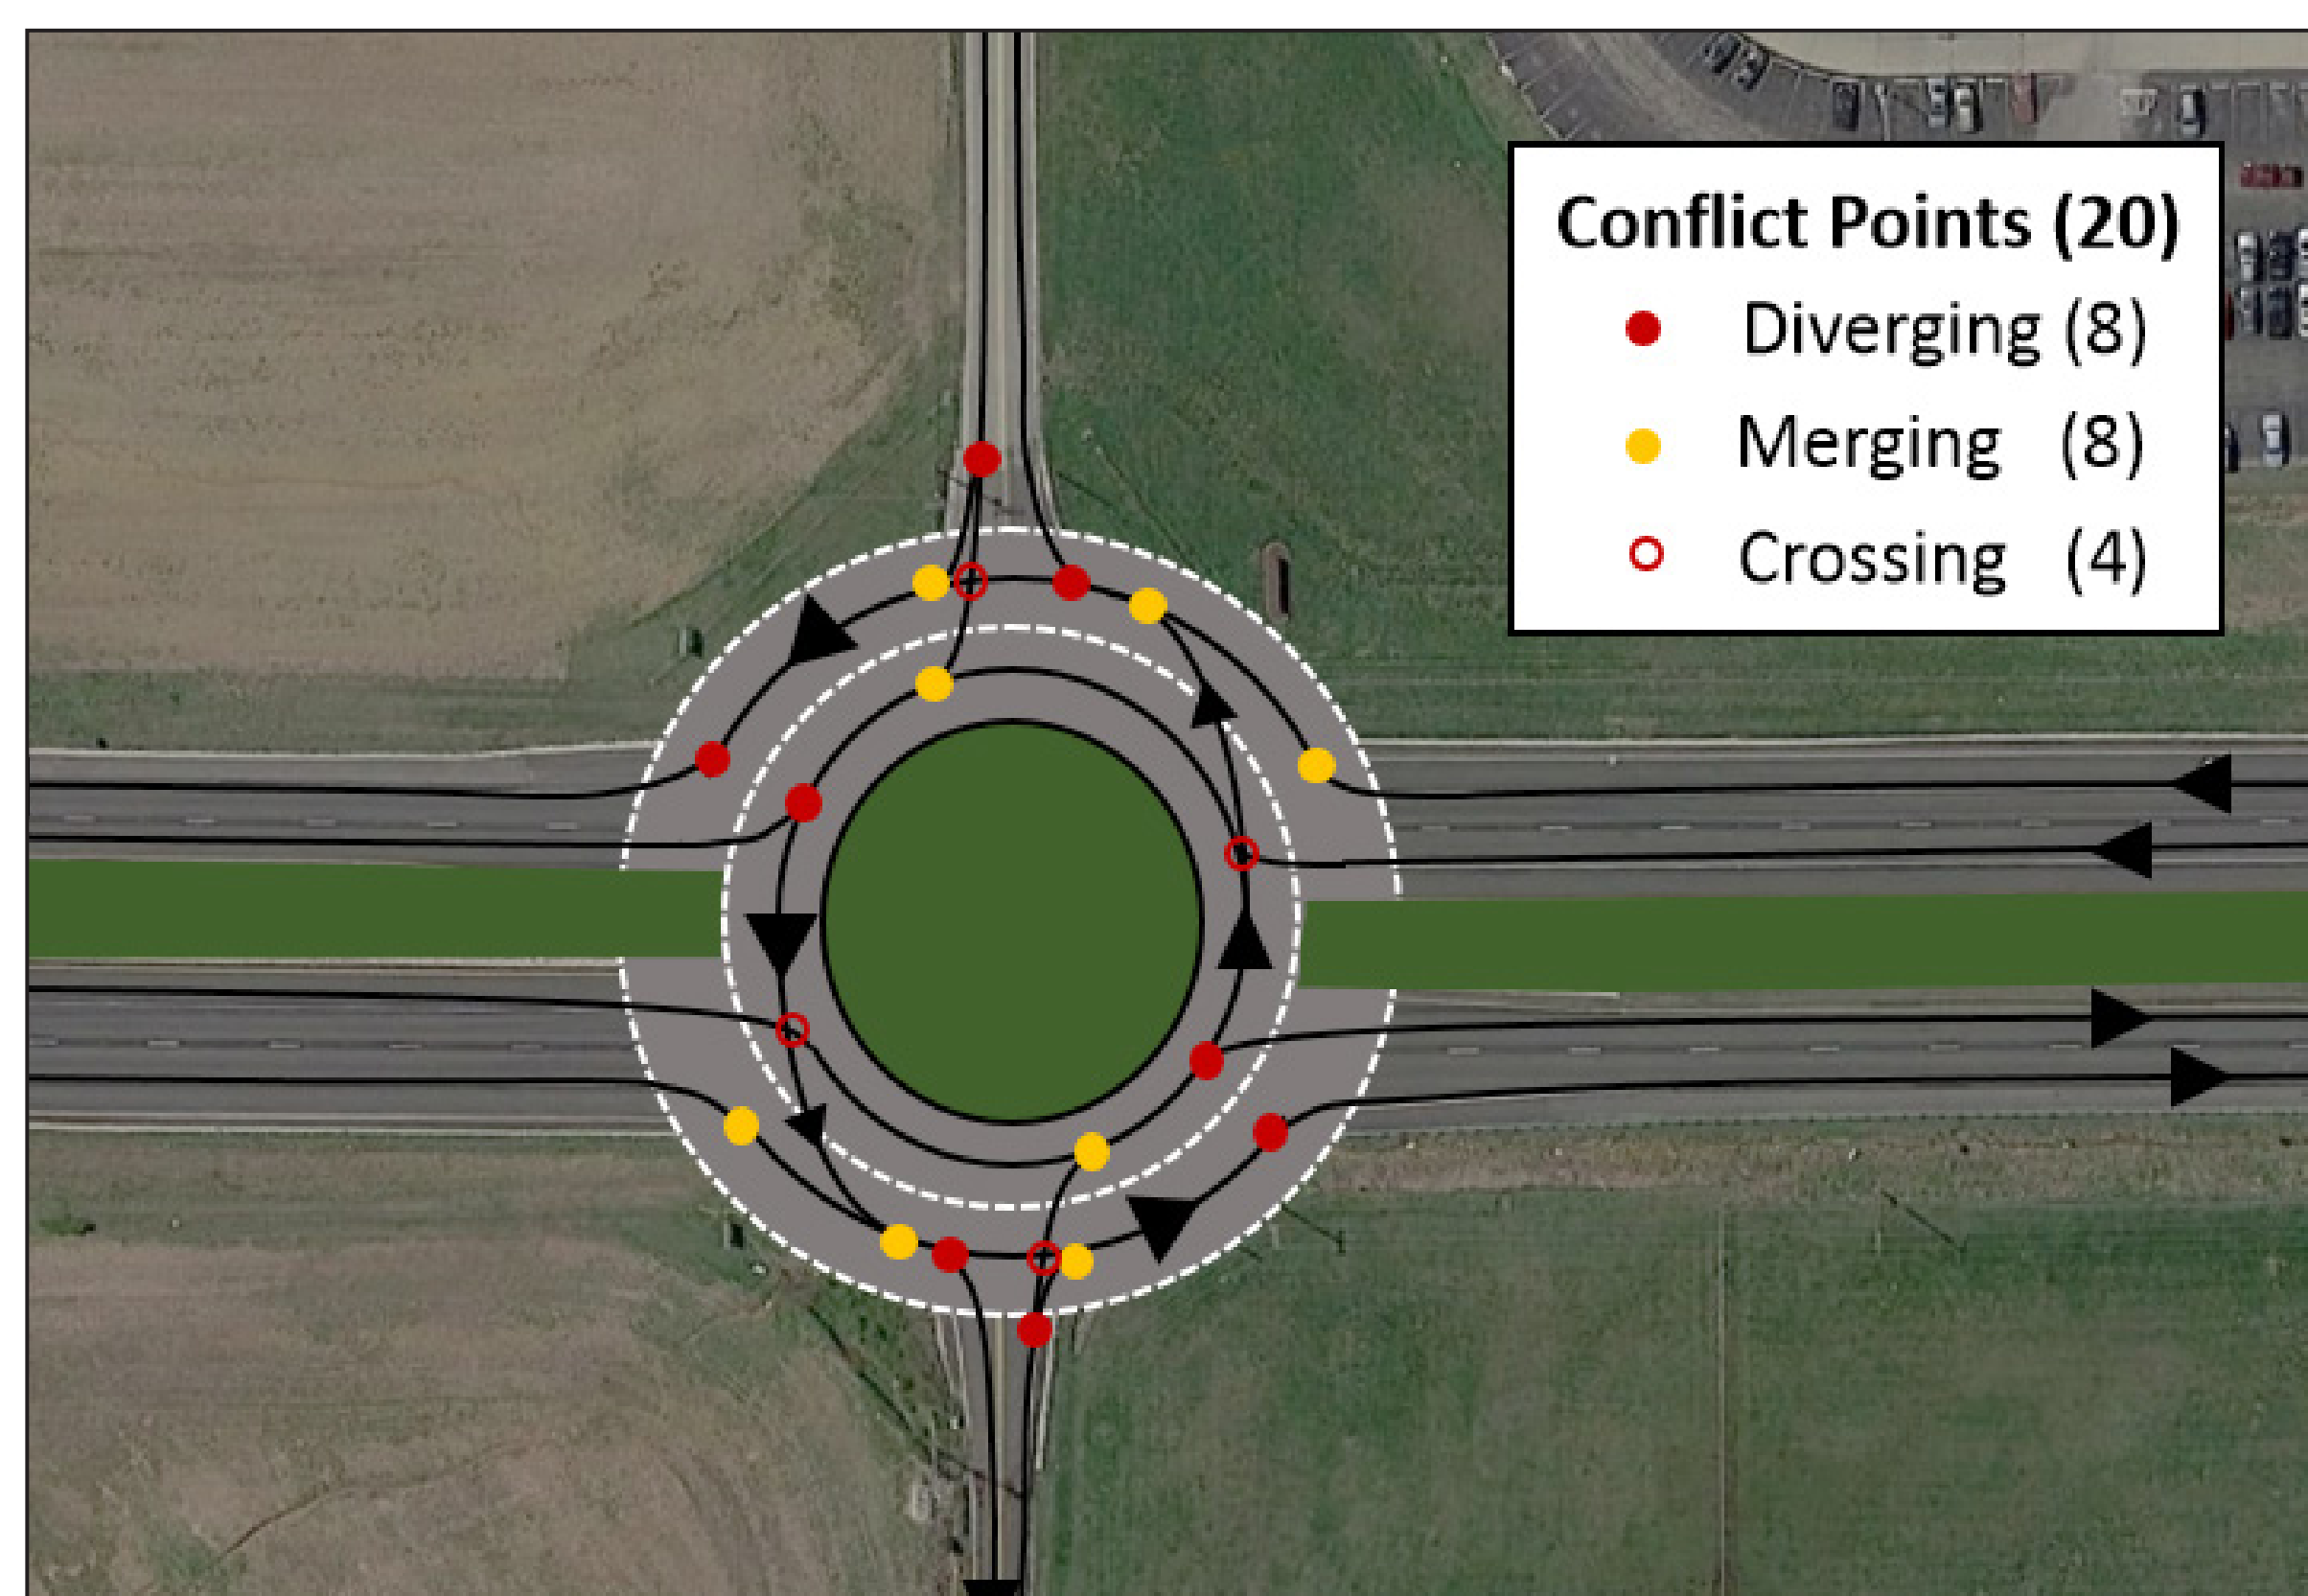 Conflict Points (20)
Diverging (8)
Merging (8)
Crossing (4)